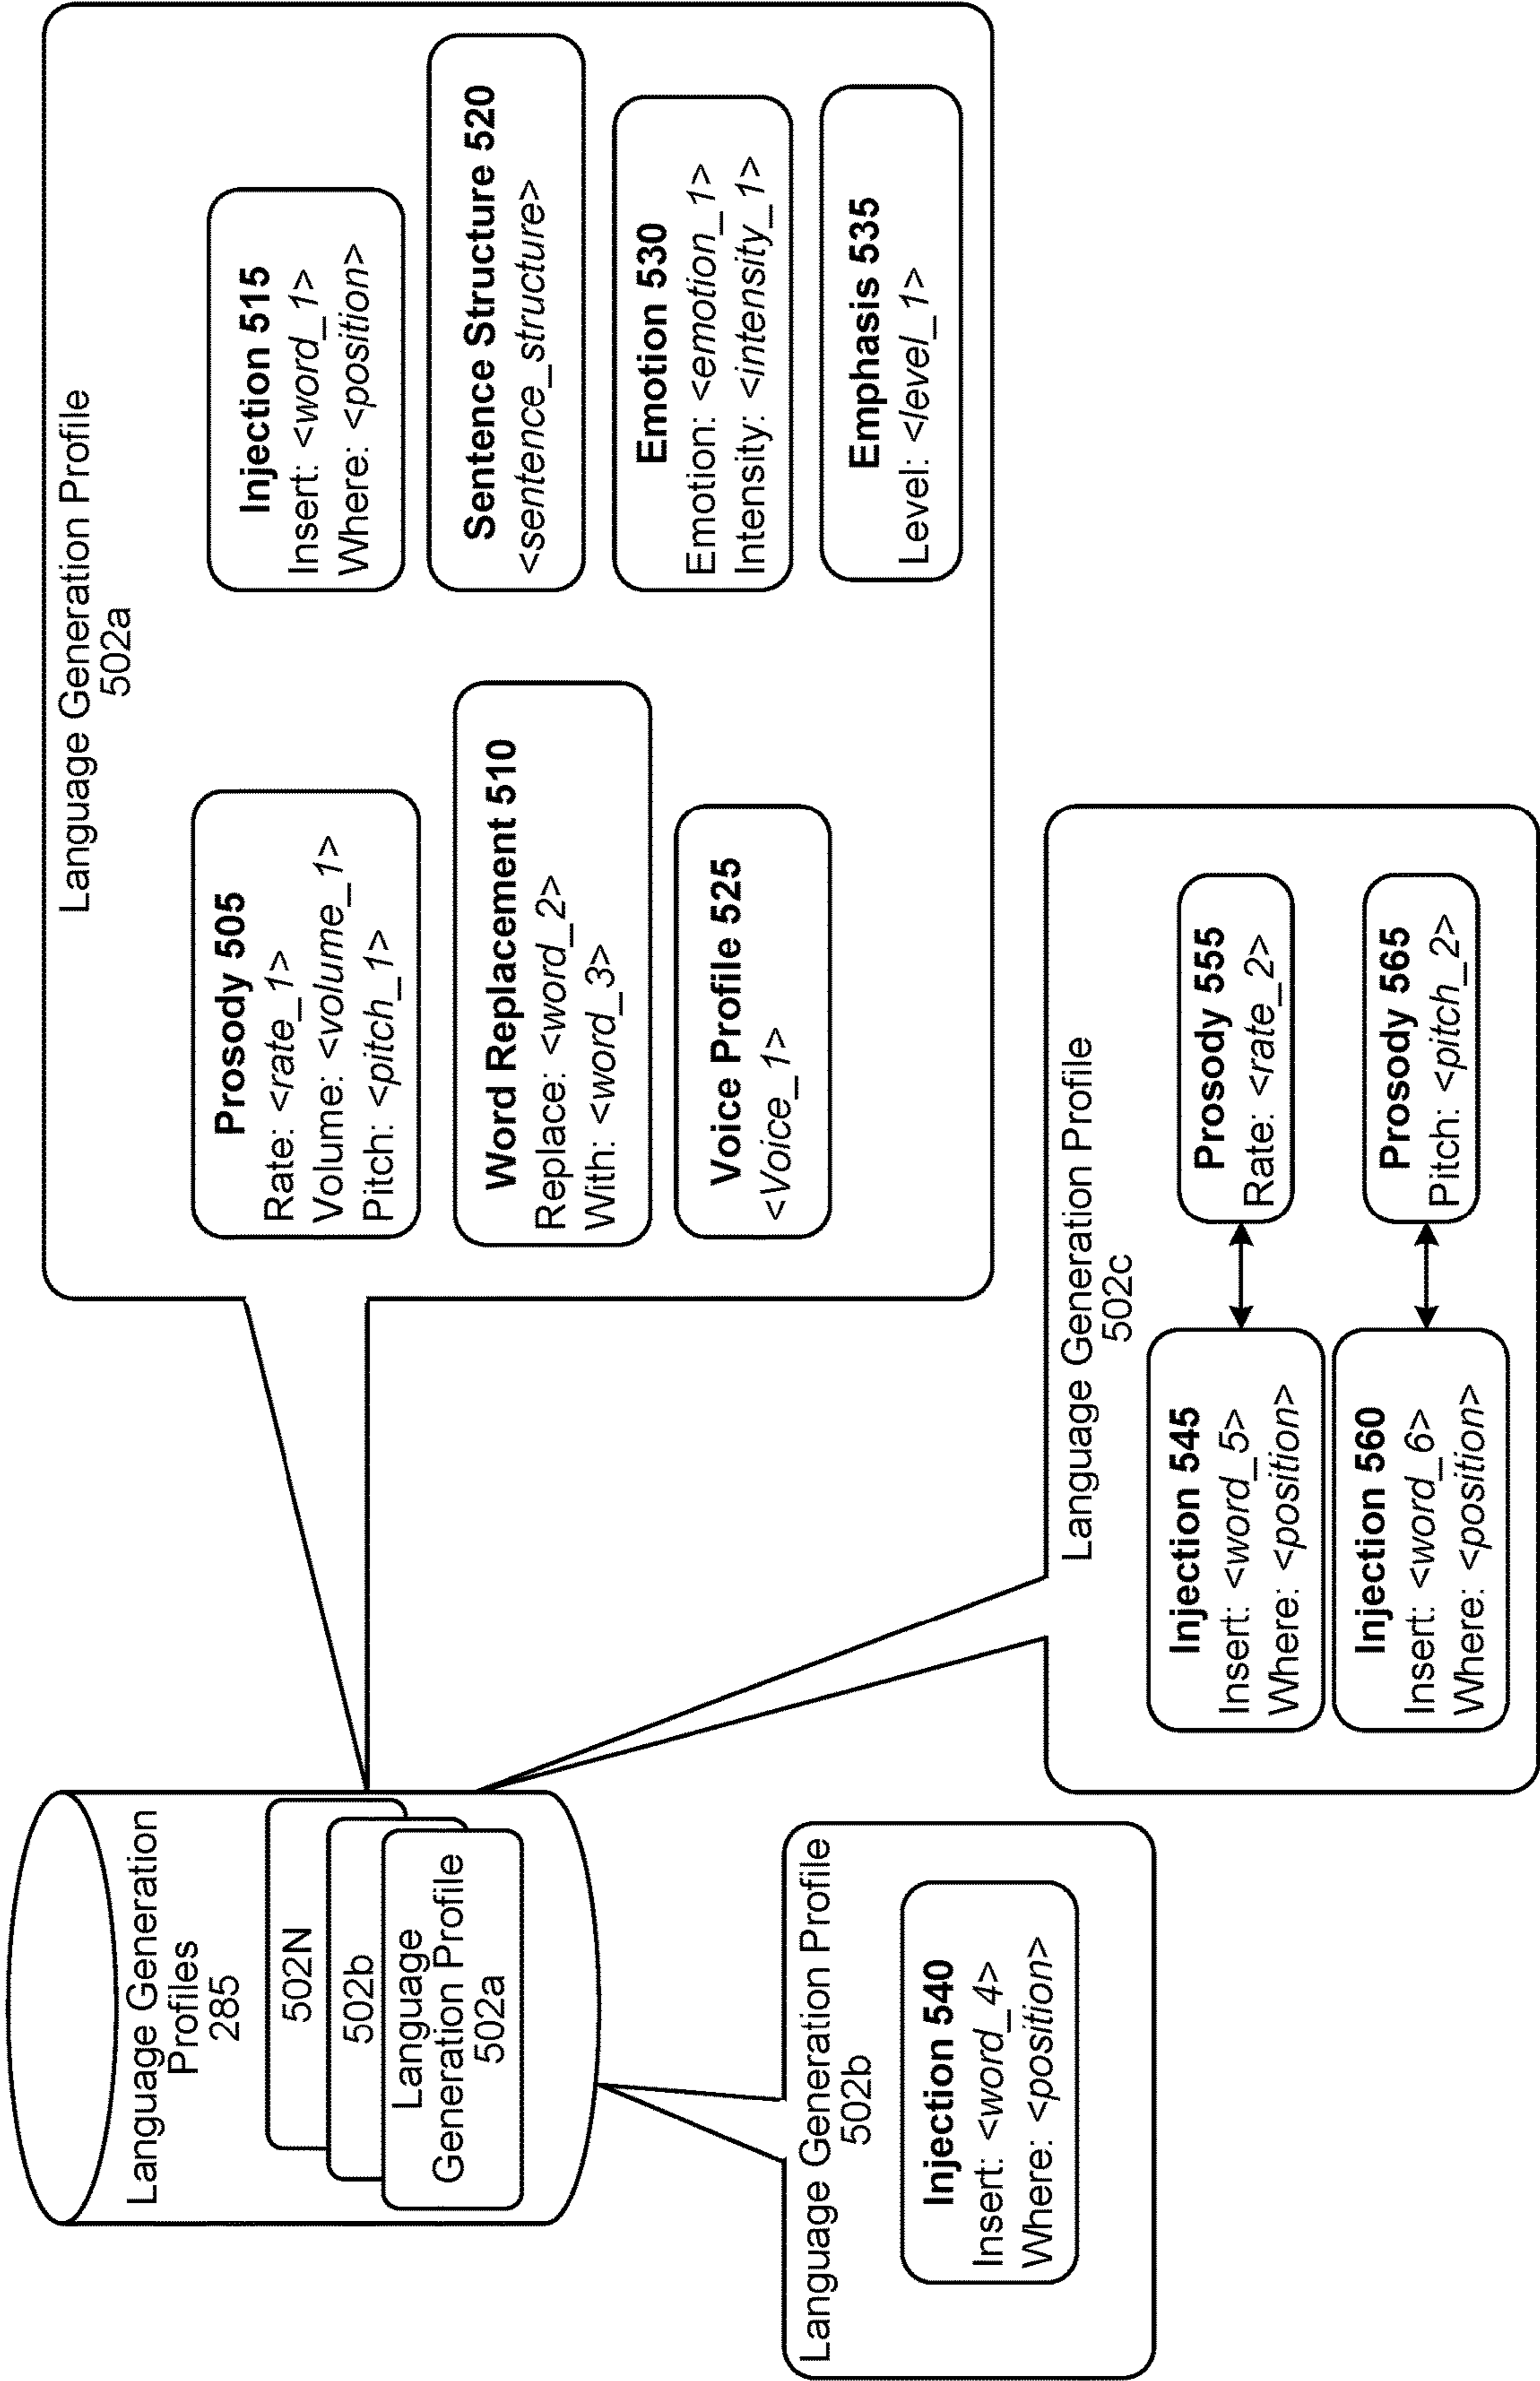 Language Generation
Profiles
285
502N
502b
Language
Generation Profile
502a
Language Generation Profile
502a
Prosody 505
Rate: <rate_1>
Volume: <volume_1>
Pitch: <pitch_1>
Injection 515
Insert: <word_1>
Where: <position>
Word Replacement 510
Replace: <word_2>
With: <word_3>
Sentence Structure 520
<sentence_structure>
Voice Profile 525
<Voice_1>
Emotion 530
Emotion: <emotion_1>
Intensity: <intensity_1>
Emphasis 535
Level: <level_1>
Language Generation Profile
502b
Injection 540
Insert: <word_4>
Where: <position>
Language Generation Profile
502c
Injection 545
Insert: <word_5>
Where: <position>
Prosody 555
Rate: <rate_2>
Injection 560
Insert: <word_6>
Where: <position>
Prosody 565
Pitch: <pitch_2>